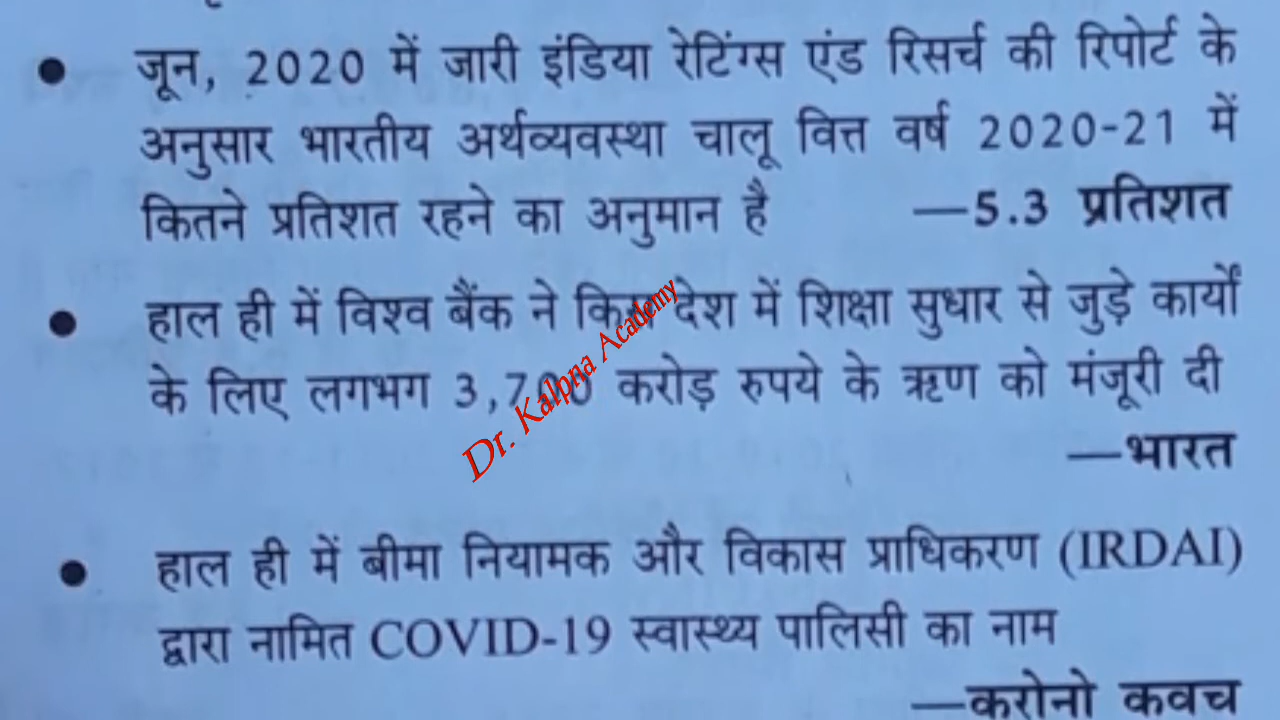 जून, 2020 में जारी इंडिया रेटिंग्स एंड रिसर्च की रिपोर्ट के
अनुसार भारतीय अर्थव्यवस्था चालू वित्त वर्ष 2020-21 में
कितने प्रतिशत रहने का अनुमान है —5.3 प्रतिशत
हाल ही में विश्व बैंक ने किस देश में शिक्षा सुधार से जुड़े कार्यों
के लिए लगभग 3,700 करोड़ रुपये के ऋण को मंजूरी दी
—भारत
Dr. Kalpna Academy
हाल ही में बीमा नियामक और विकास प्राधिकरण (IRDAI)
द्वारा नामित COVID-19 स्वास्थ्य पालिसी का नाम
—करोनो कवच